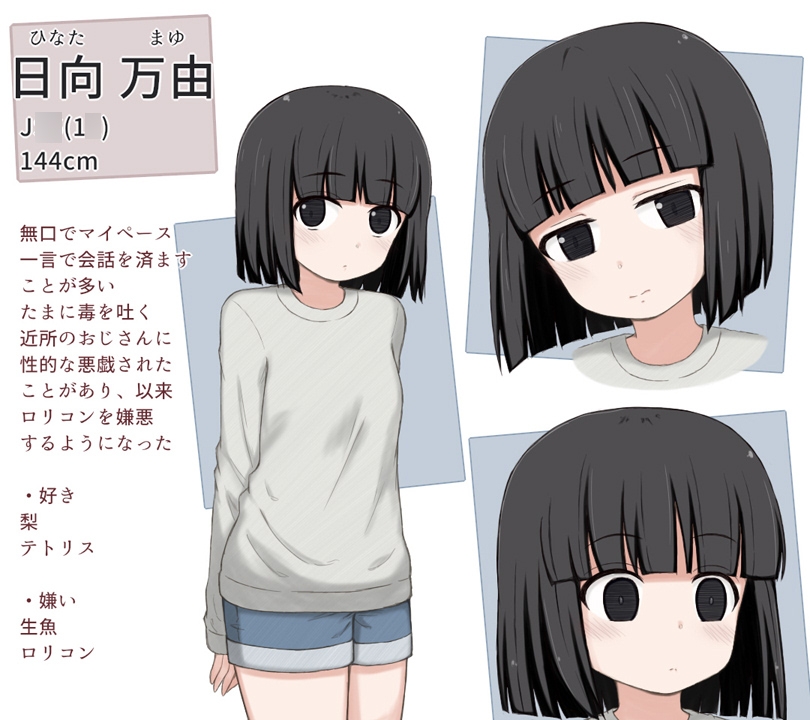 ひなた まゆ
日向 万由
J (1 )
144cm
無口でマイペース
一言で会話を済ます
ことが多い
たまに毒を吐く
近所のおじさんに
性的な悪戯された
ことがあり、以来
ロリコンを嫌悪
するようになった
・好き
梨
テトリス
・嫌い
生魚
ロリコン